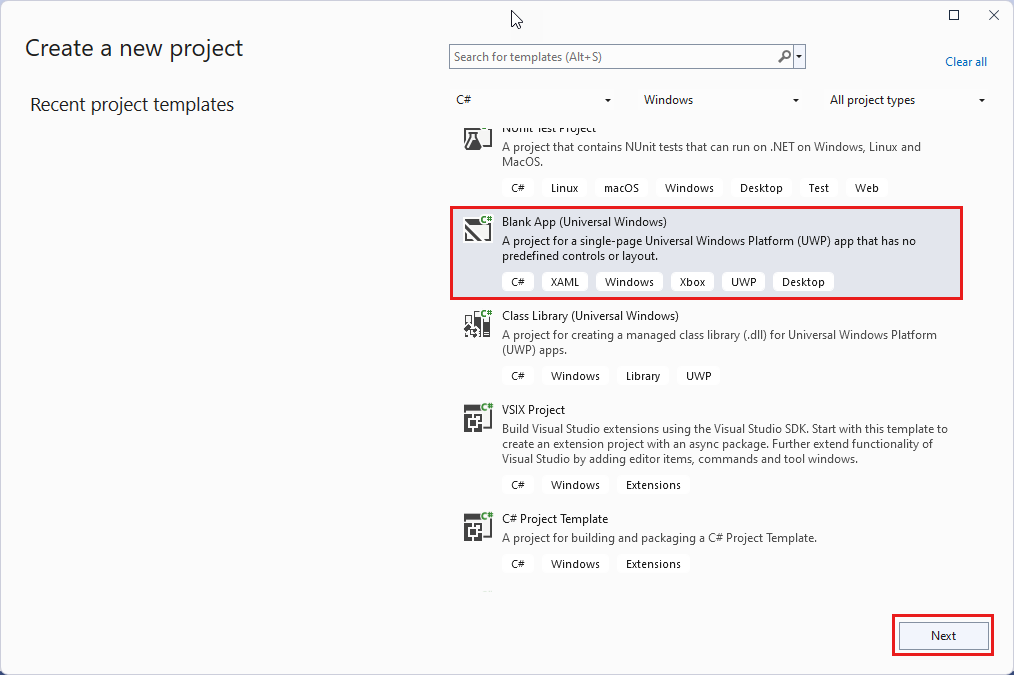 Create a new project
Recent project templates
Search for templates (Alt+S)
Clear all
C#
Windows
All project types
NUnit Test Project
A project that contains NUnit tests that can run on .NET on Windows, Linux and
MacOS.
C# Linux macOS Windows Desktop Test Web
C#
Blank App (Universal Windows)
A project for a single-page Universal Windows Platform (UWP) app that has no
predefined controls or layout.
C# XAML Windows Xbox UWP Desktop
C#
Class Library (Universal Windows)
A project for creating a managed class library (.dll) for Universal Windows Platform
(UWP) apps.
C# Windows Library UWP
C#
VSIX Project
Build Visual Studio extensions using the Visual Studio SDK. Start with this template to
create an extension project with an async package. Further extend functionality of
Visual Studio by adding editor items, commands and tool windows.
C# Windows Extensions
C#
C# Project Template
A project for building and packaging a C# Project Template.
C# Windows Extensions
Next